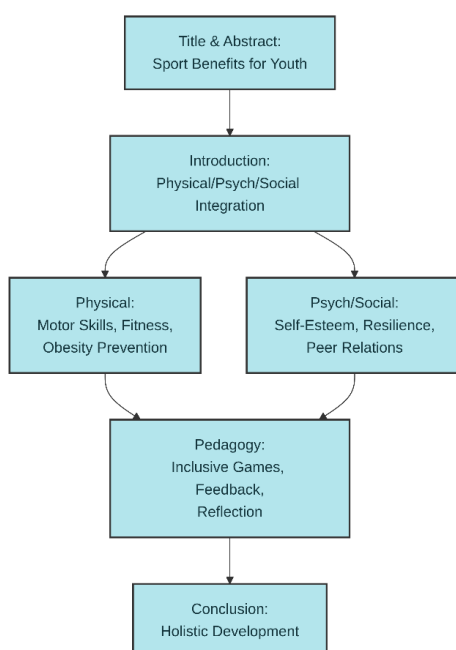 Title & Abstract:
Sport Benefits for Youth
Introduction:
Physical/Psych/Social
Integration
Physical:
Motor Skills, Fitness,
Obesity Prevention
Psych/Social:
Self-Esteem, Resilience,
Peer Relations
Pedagogy:
Inclusive Games,
Feedback,
Reflection
Conclusion:
Holistic Development